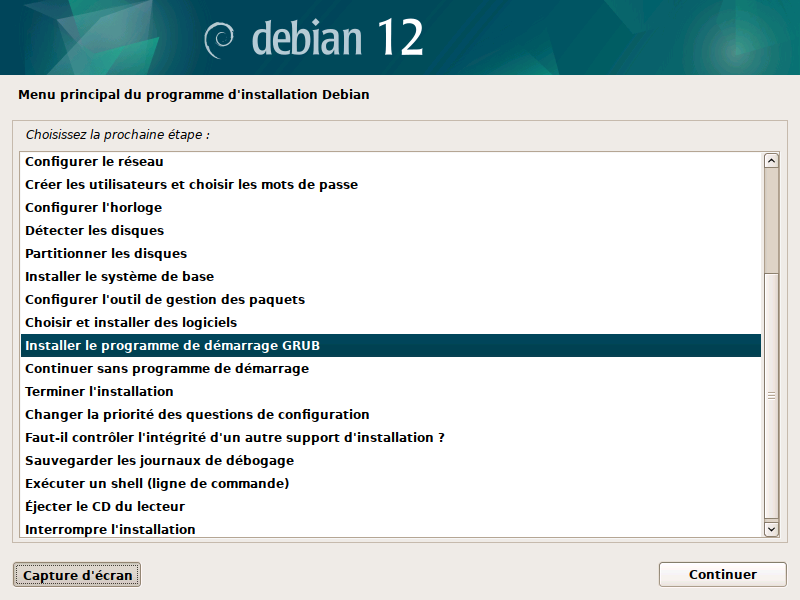 debian 12
Menu principal du programme d'installation Debian
Choisissez la prochaine étape :
Configurer le réseau
Créer les utilisateurs et choisir les mots de passe
Configurer l'horloge
Détecter les disques
Partitionner les disques
Installer le système de base
Configurer l'outil de gestion des paquets
Choisir et installer des logiciels
Installer le programme de démarrage GRUB
Continuer sans programme de démarrage
Terminer l'installation
Changer la priorité des questions de configuration
Faut-il contrôler l'intégrité d'un autre support d'installation ?
Sauvegarder les journaux de débogage
Exécuter un shell (ligne de commande)
Éjecter le CD du lecteur
Interrompre l'installation
Capture d'écran
Continuer